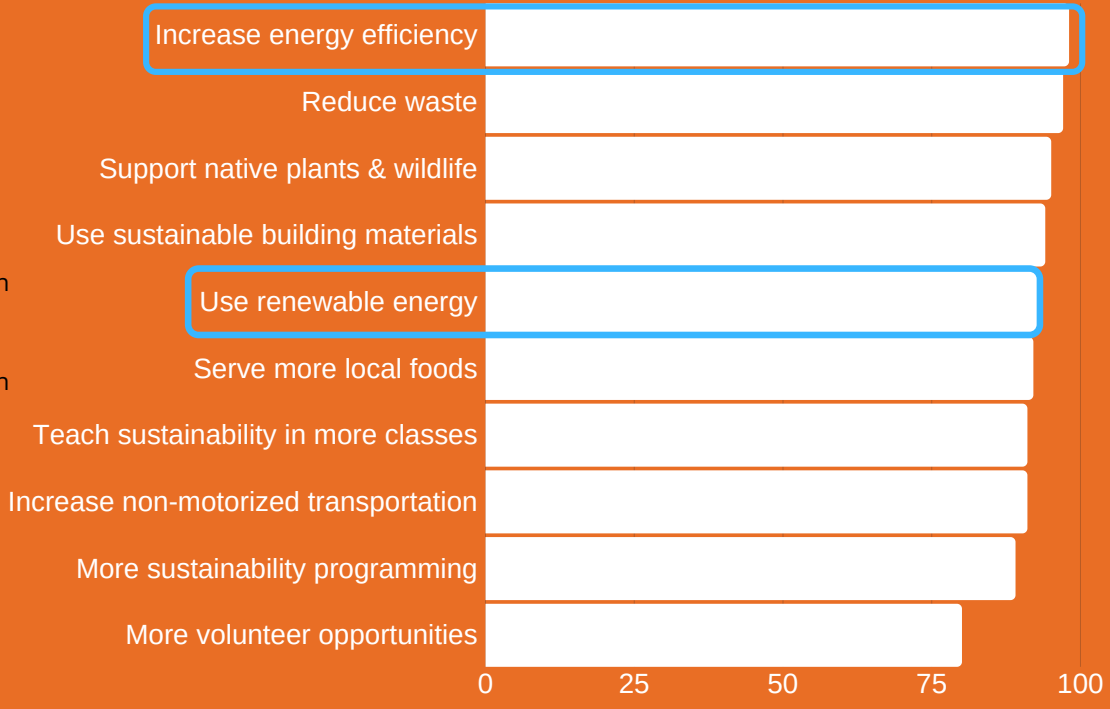 Increase energy efficiency
Reduce waste
Support native plants & wildlife
Use sustainable building materials
n
Use renewable energy
Serve more local foods
n
Teach sustainability in more classes
Increase non-motorized transportation
More sustainability programming
More volunteer opportunities
0 25 50 75 100